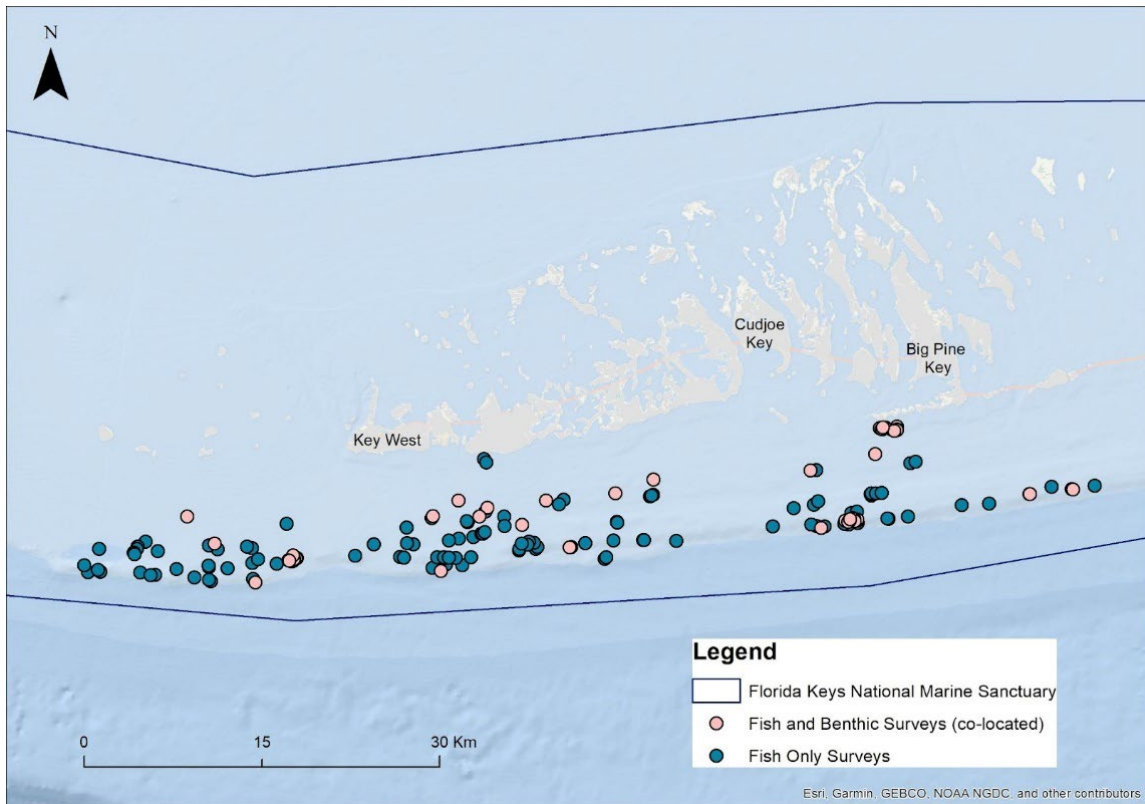 N
Cudjoe
Key
Big Pine
Key
Key West
Legend
Florida Keys National Marine Sanctuary
Fish and Benthic Surveys (co-located)
Fish Only Surveys
0 15 30 Km
Esri, Garmin, GEBCO, NOAA NGDC, and other contributors